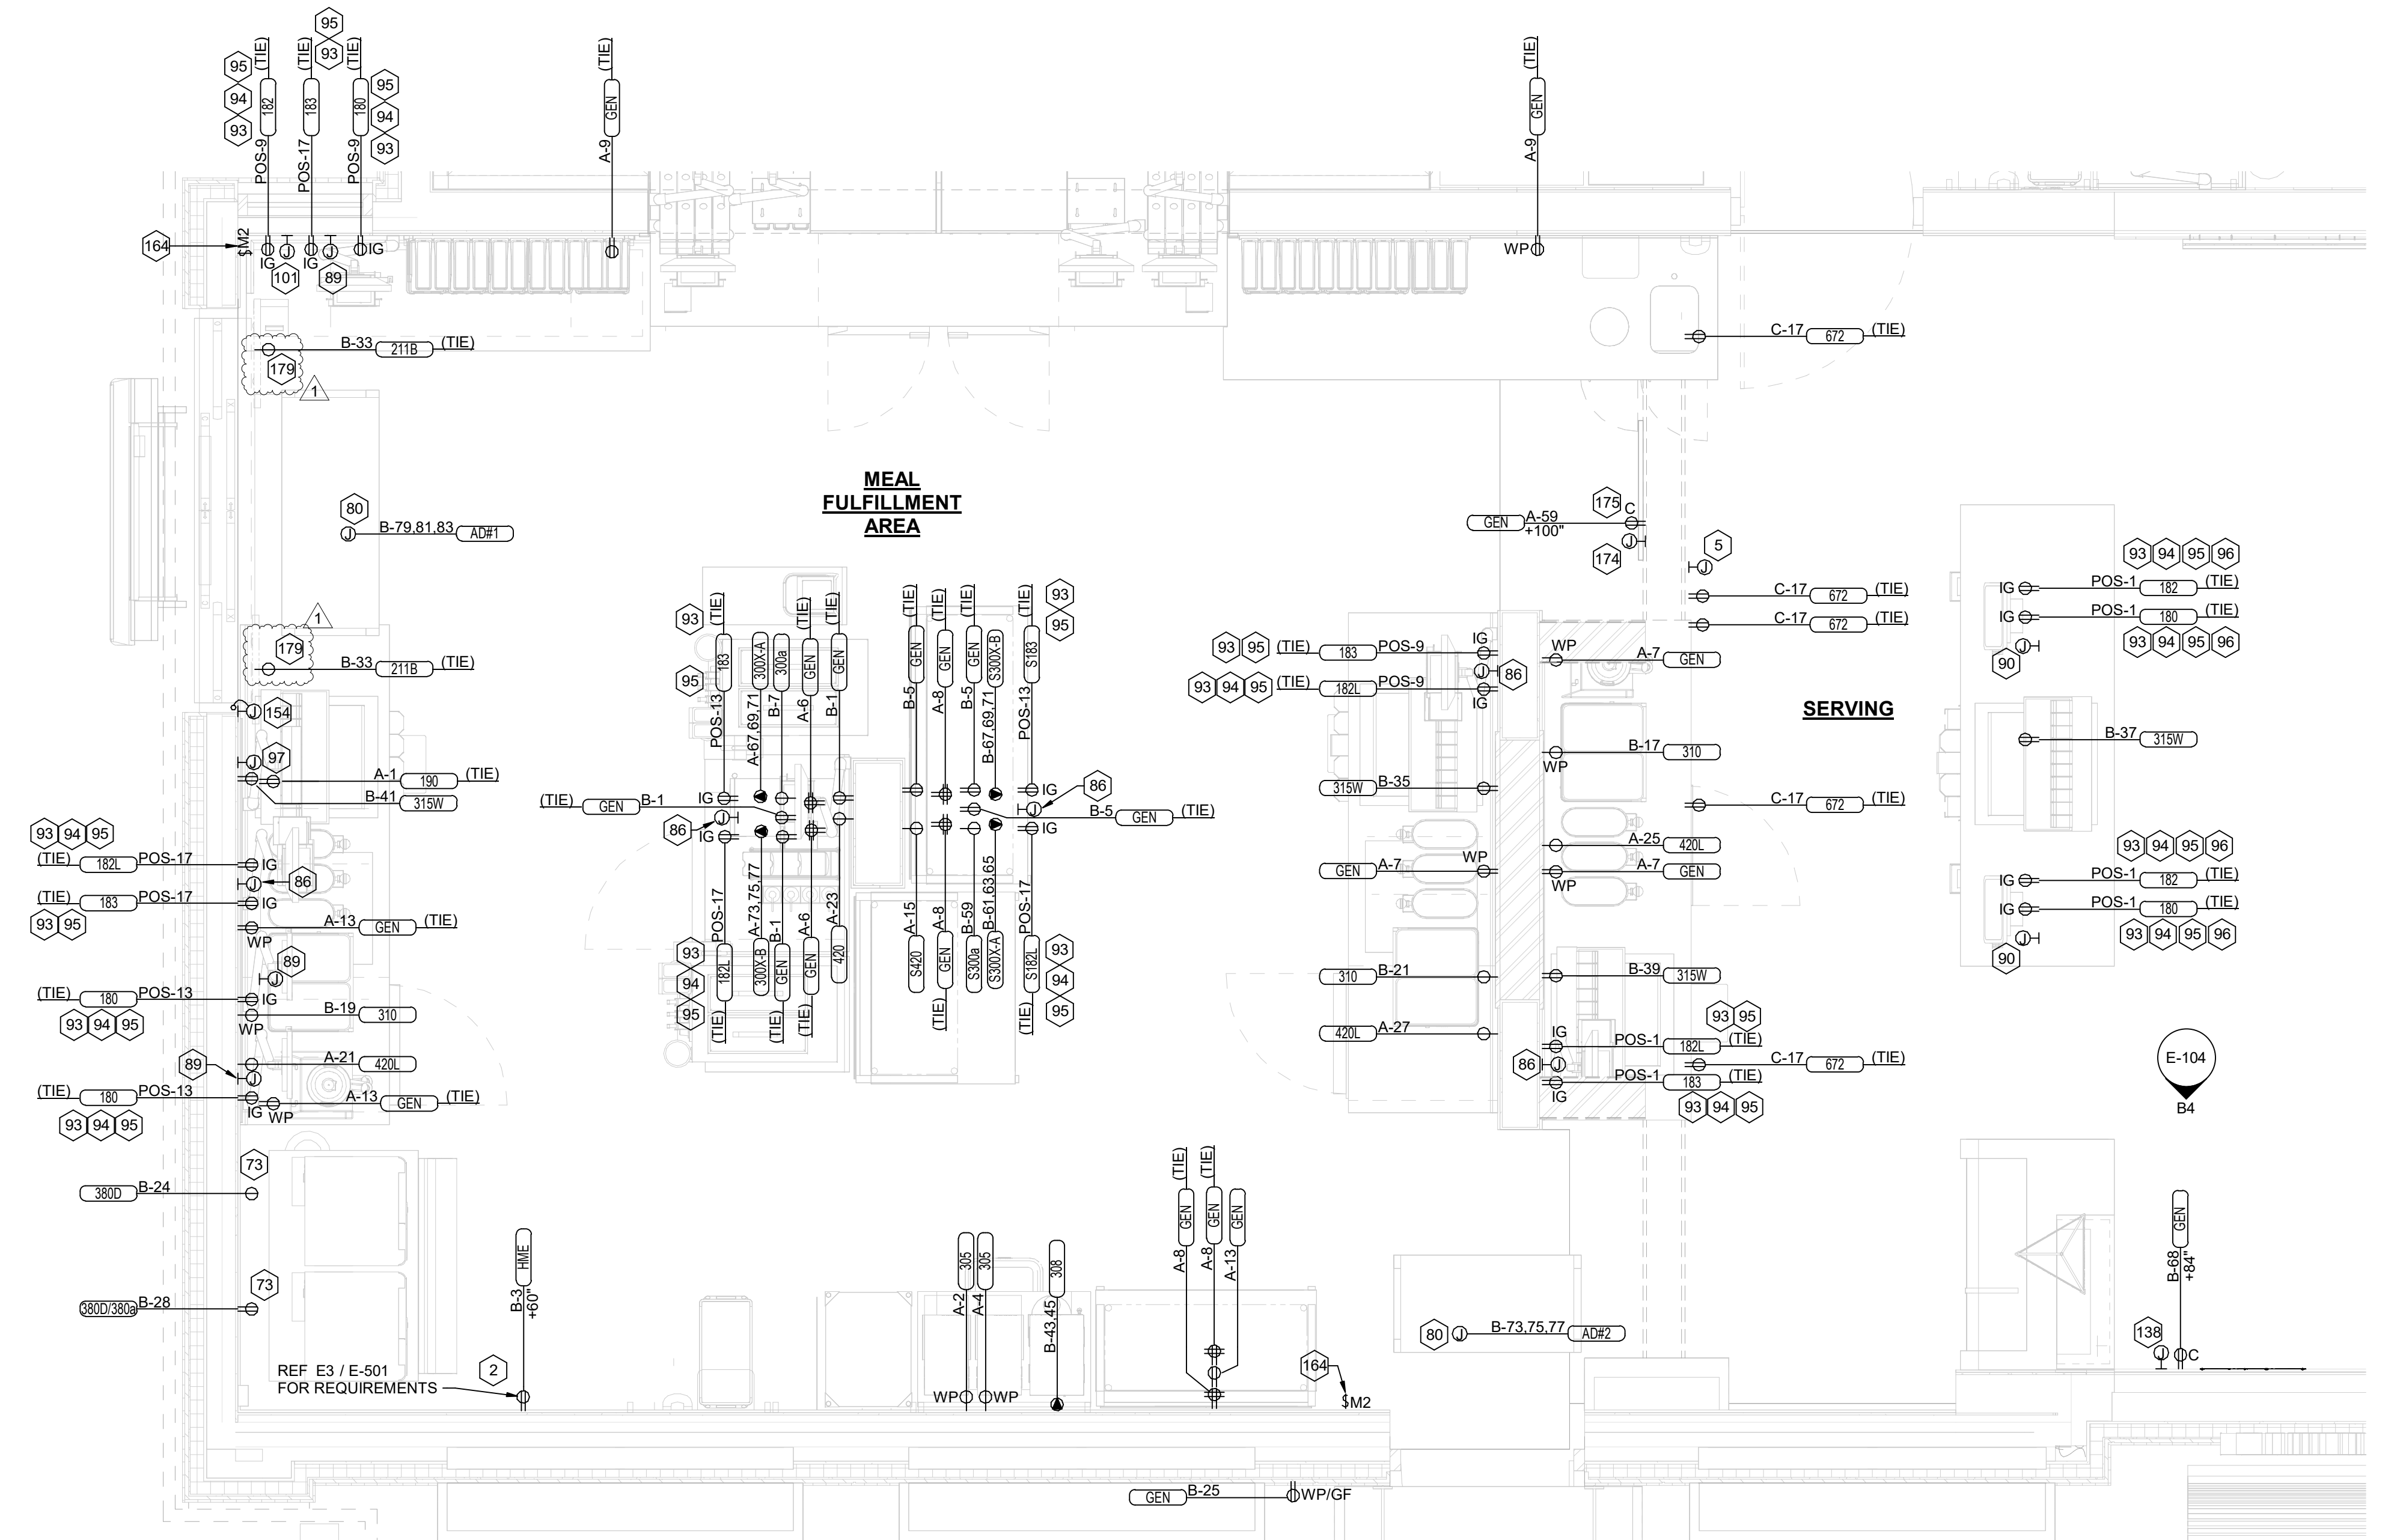 95
93
95
94
93
(TIE)
182
POS-9
(TIE)
183
POS-17
(TIE)
180
POS-9
95
94
93
(TIE)
GEN
A-9
(TIE)
GEN
A-9
164
$M2
IG
J
IG
J
IG
101
89
WP
B-33 211B (TIE)
179
1
C-17 672 (TIE)
MEAL
FULFILLMENT
AREA
80
J B-79,81,83 AD#1
175
C
GEN A-59
+100"
174
J
5
J
C-17 672 (TIE)
C-17 672 (TIE)
93 94 95 96
IG POS-1 182 (TIE)
IG POS-1 180 (TIE)
93 94 95 96
90
J
1
179
B-33 211B (TIE)
154
J
97
J
A-1 190 (TIE)
B-41 315W
93 94 95
(TIE) 182L POS-17 IG
J 86
(TIE) 183 POS-17 IG
93 95
A-13 GEN (TIE)
WP
89
J
(TIE) 180 POS-13 IG
93 94 95
B-19 310
WP
A-21 420L
89
J
(TIE) 180 POS-13 IG
93 94 95
A-13 GEN (TIE)
WP
93
95
(TIE)
183
POS-13
300X-A
A-67,69,71
300a
B-7
(TIE)
GEN
A-6
(TIE)
GEN
B-1
(TIE)
GEN
B-5
(TIE)
GEN
A-8
(TIE)
GEN
B-5
S300X-B
B-67,69,71
(TIE)
S183
POS-13
93
95
(TIE) GEN B-1
IG
J
86
IG
IG
J
86
IG
B-5 GEN (TIE)
93
94
95
POS-17
182L
(TIE)
A-73,75,77
300X-B
B-1
GEN
(TIE)
A-6
GEN
(TIE)
A-23
420
A-15
S420
A-8
GEN
(TIE)
B-59
S300a
B-61,63,65
S300X-A
POS-17
S182L
(TIE)
93
94
95
93 95 (TIE) 183 POS-9 IG
J 86
93 94 95 (TIE) 182L POS-9 IG
WP
A-7 GEN
SERVING
B-17 310
WP
315W B-35
C-17 672 (TIE)
A-25 420L
GEN A-7 WP
A-7 GEN
WP
310 B-21
B-39 315W
420L A-27
93 95
IG POS-1 182L (TIE)
86 J
C-17 672 (TIE)
POS-1 183 (TIE)
IG
93 94 95
B-37 315W
93 94 95 96
IG POS-1 182 (TIE)
IG POS-1 180 (TIE)
93 94 95 96
90
J
E-104
B4
73
380D B-24
73
380D/380a B-28
HME
B-3
+60"
2
REF E3 / E-501
FOR REQUIREMENTS
305
A-2
305
A-4
308
B-43,45
WP WP
(TIE)
GEN
A-8
(TIE)
GEN
A-8
GEN
A-13
164
$M2
80 J B-73,75,77 AD#2
GEN
B-68
+84"
138
J C
GEN B-25 WP/GF